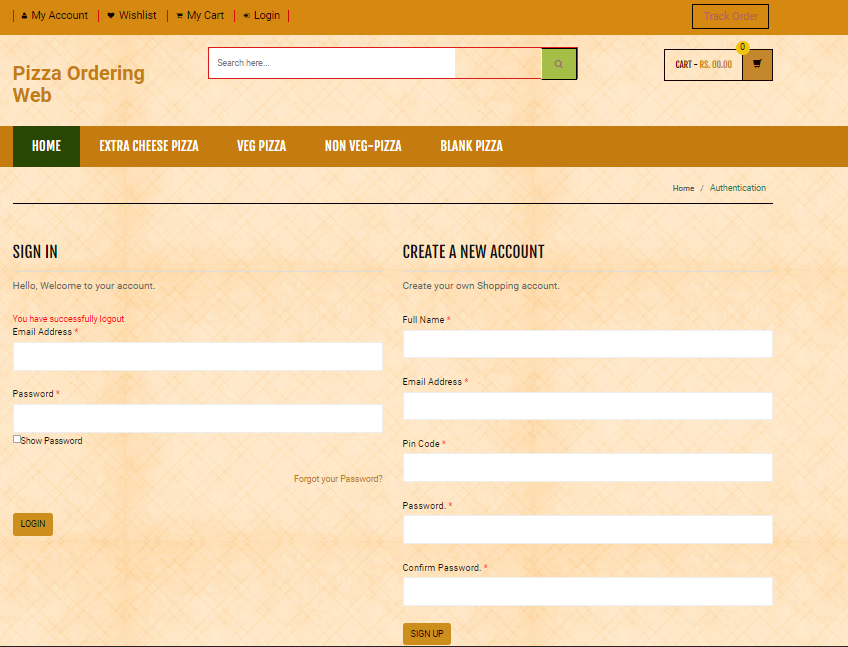 My Account Wishlist My Cart Login Track Order
Pizza Ordering
Web
Search here...
0
CART - RS. 00.00
HOME EXTRA CHEESE PIZZA VEG PIZZA NON VEG-PIZZA BLANK PIZZA
Home / Authentication
SIGN IN
Hello, Welcome to your account.
You have successfully logout
Email Address *
Password *
Show Password
Forgot your Password?
LOGIN
CREATE A NEW ACCOUNT
Create your own Shopping account.
Full Name *
Email Address *
Pin Code *
Password. *
Confirm Password. *
SIGN UP